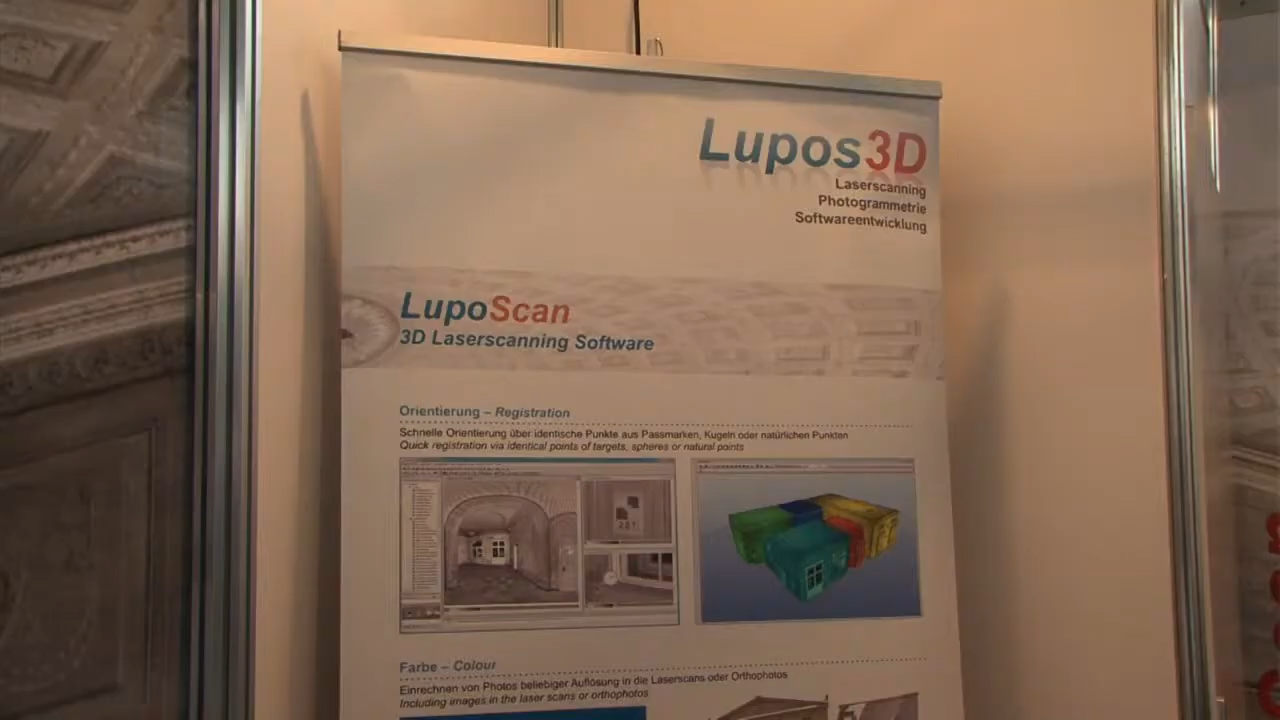 Lupos3D
Laserscanning
Photogrammetrie
Softwareentwicklung
LupoScan
3D Laserscanning Software
Orientierung – Registration
Schnelle Orientierung über identische Punkte aus Passmarken, Kugeln oder natürlichen Punkten
Quick registration via identical points of targets, spheres or natural points
Farbe – Colour
Einrechnen von Photos beliebiger Auflösung in die Laserscans oder Orthophotos
Including images in the laser scans or orthophotos